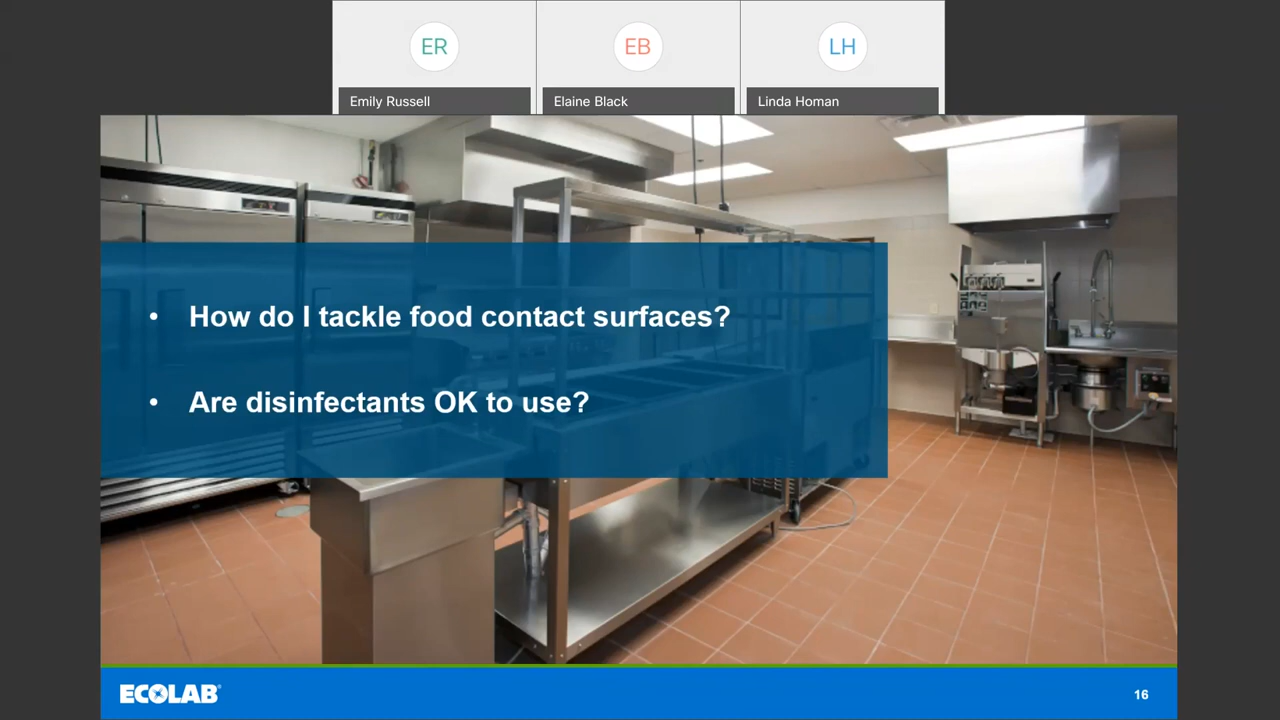 ER
EB
LH
Emily Russell
Elaine Black
Linda Homan
• How do I tackle food contact surfaces?
• Are disinfectants OK to use?
ECOLAB®
16